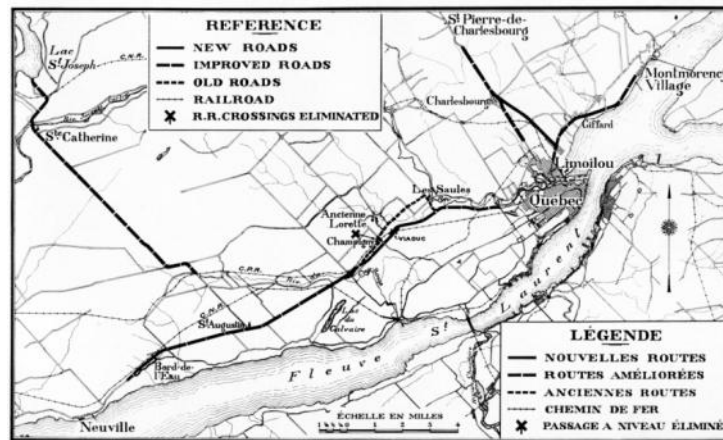 REFERENCE
NEW ROADS
IMPROVED ROADS
OLD ROADS
RAILROAD
R.R. CROSSINGS ELIMINATED
Lac
St Joseph
C.N.R.
Ste Catherine
St Pierre-de-
Charlesbourg
Montmorency
Village
Charlesbourg
Giffard
Limoilou
Québec
Les Saules
Ancienne
Lorette
Champigny
VIADUC
C.P.R.
St Augustin
Lac
du
Calvaire
Bord-de-
l'Eau
Neuville
Fleuve St Laurent
ÉCHELLE EN MILLES
LÉGENDE
NOUVELLES ROUTES
ROUTES AMÉLIORÉES
ANCIENNES ROUTES
CHEMIN DE FER
PASSAGE A NIVEAU ÉLIMINÉ